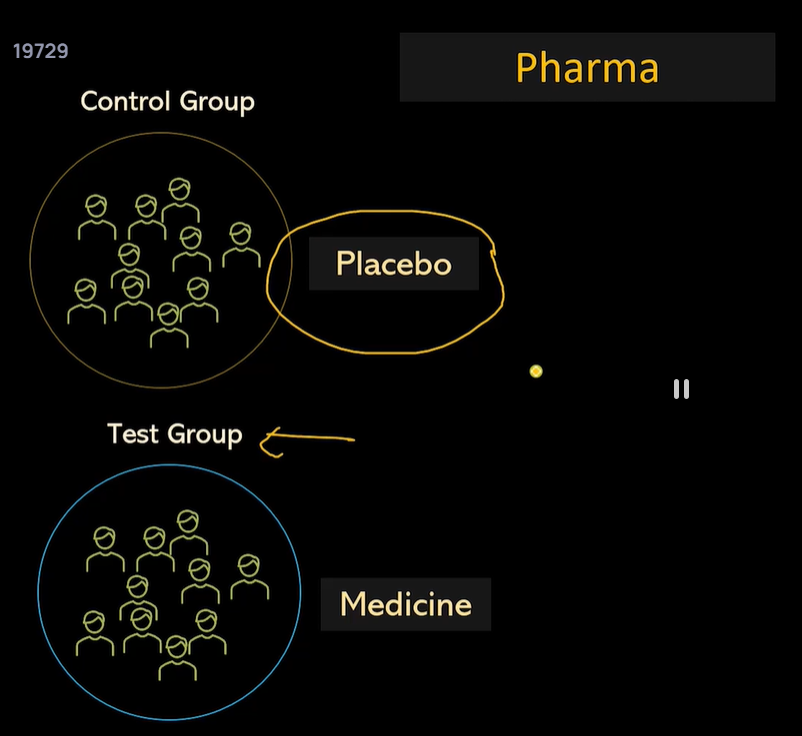 19729
Pharma
Control Group
Placebo
Test Group
Medicine